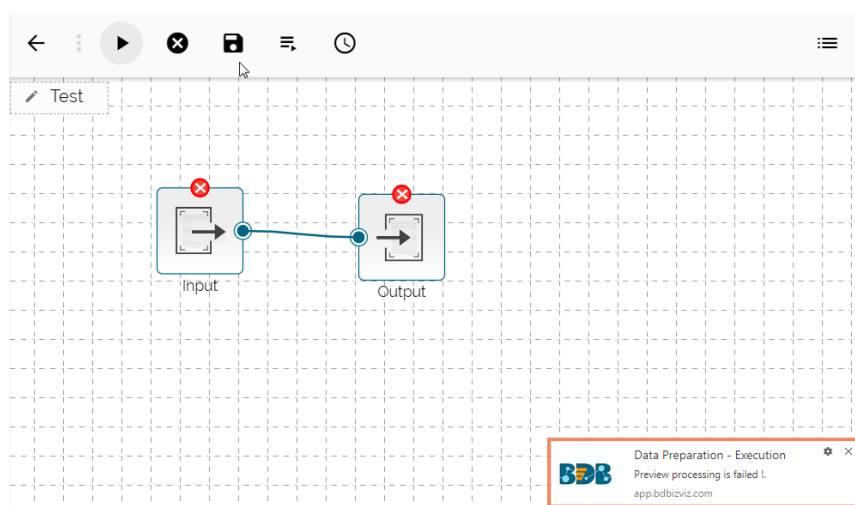 Test
Input
Output
BDB
Data Preparation - Execution
Preview processing is failed !.
app.bdbizviz.com